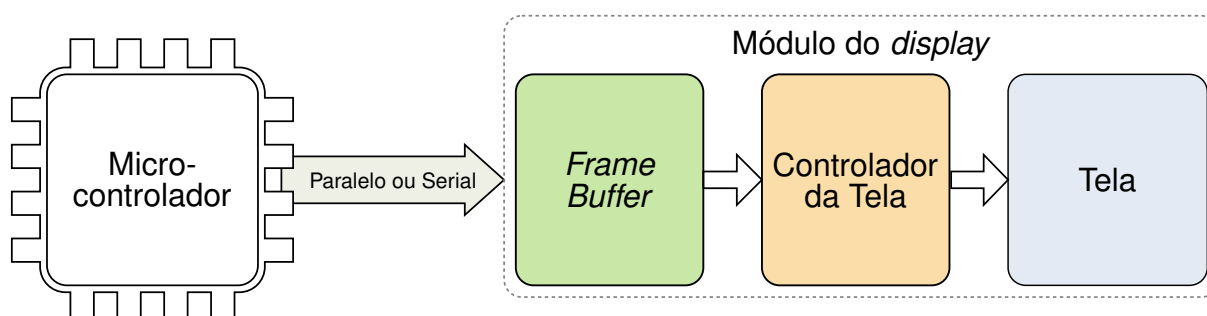 Módulo do display
Micro-
controlador
Paralelo ou Serial
Frame
Buffer
Controlador
da Tela
Tela